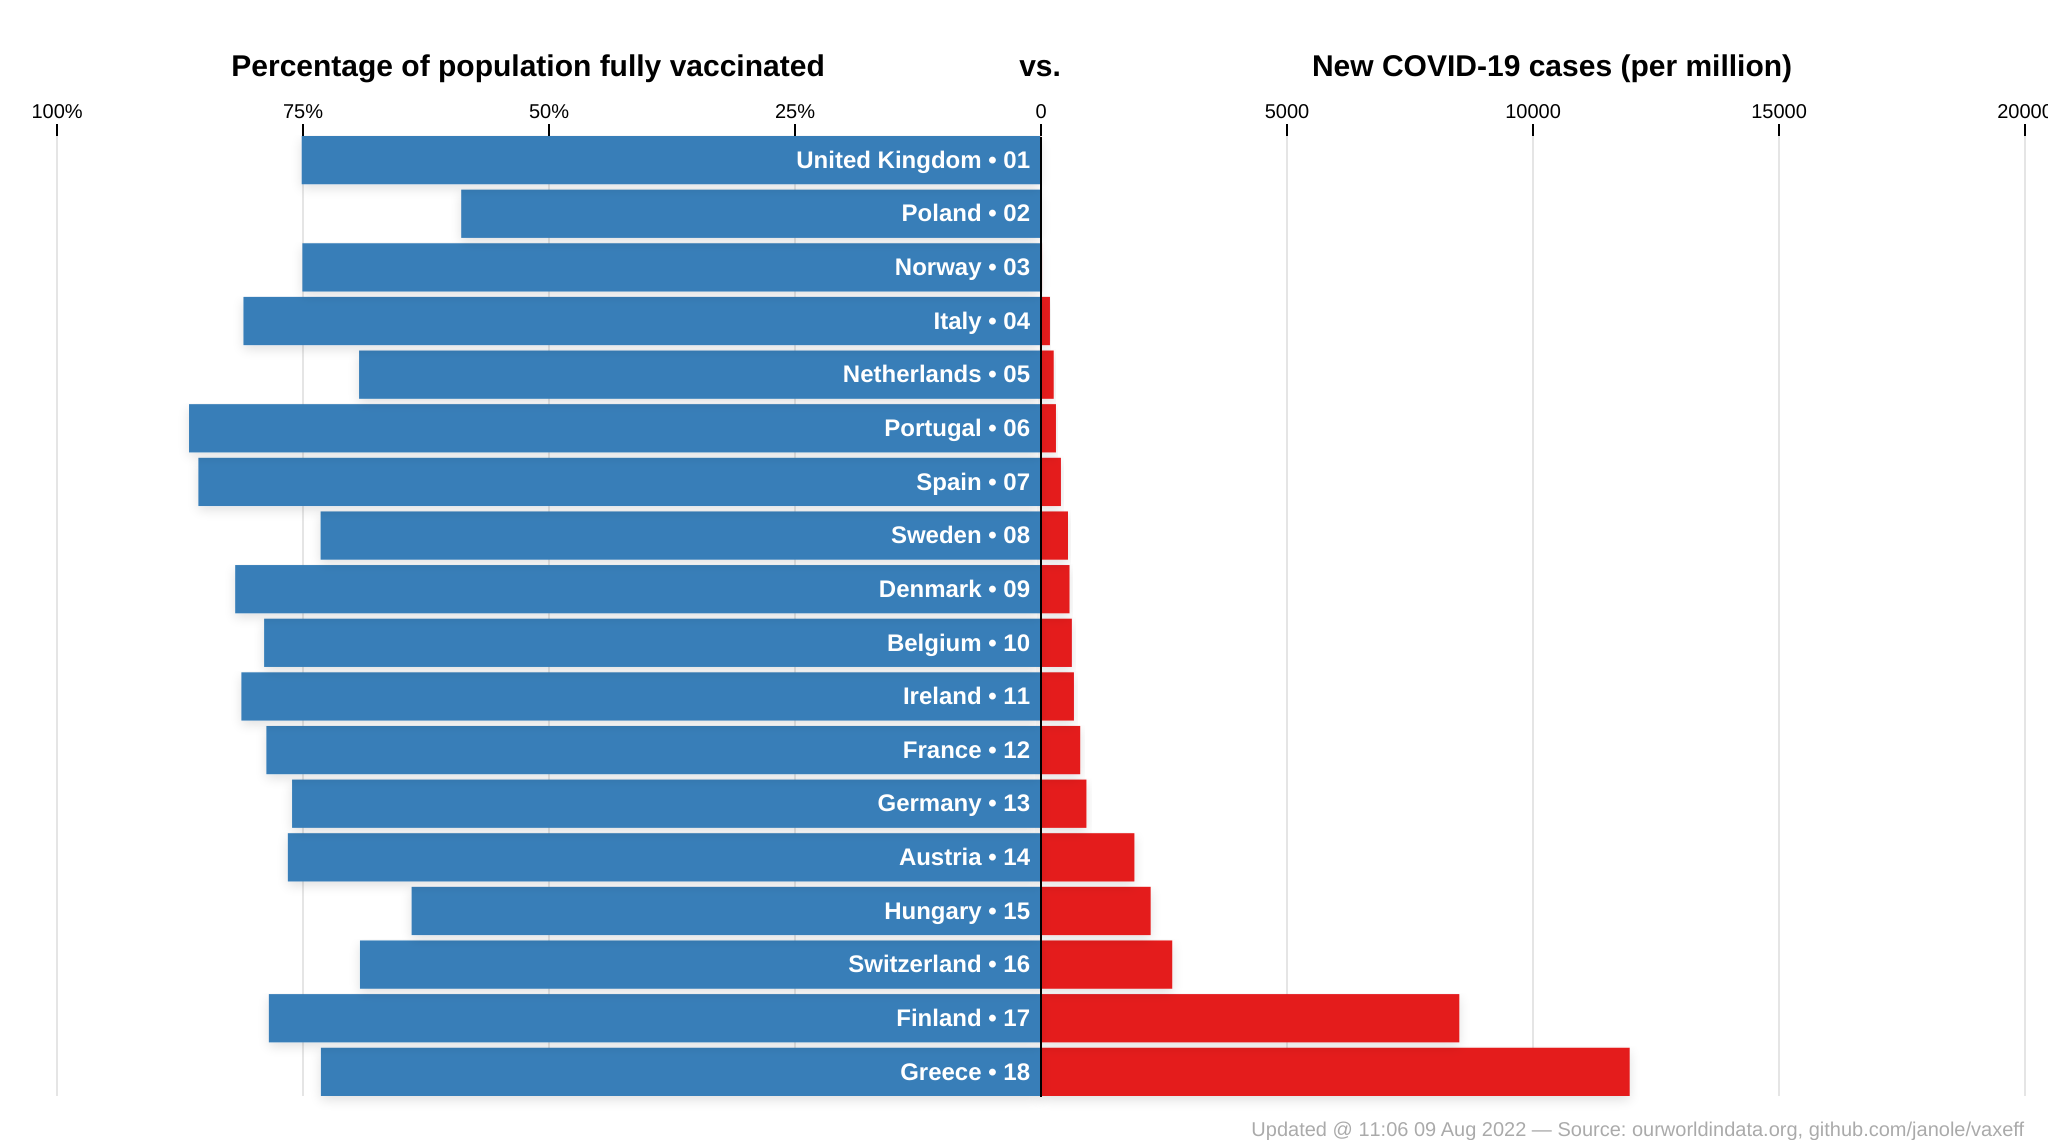 Percentage of population fully vaccinated vs. New COVID-19 cases (per million)
100% 75% 50% 25% 0 5000 10000 15000 20000
United Kingdom • 01
Poland • 02
Norway • 03
Italy • 04
Netherlands • 05
Portugal • 06
Spain • 07
Sweden • 08
Denmark • 09
Belgium • 10
Ireland • 11
France • 12
Germany • 13
Austria • 14
Hungary • 15
Switzerland • 16
Finland • 17
Greece • 18
Updated @ 11:06 09 Aug 2022 — Source: ourworldindata.org, github.com/janole/vaxeff